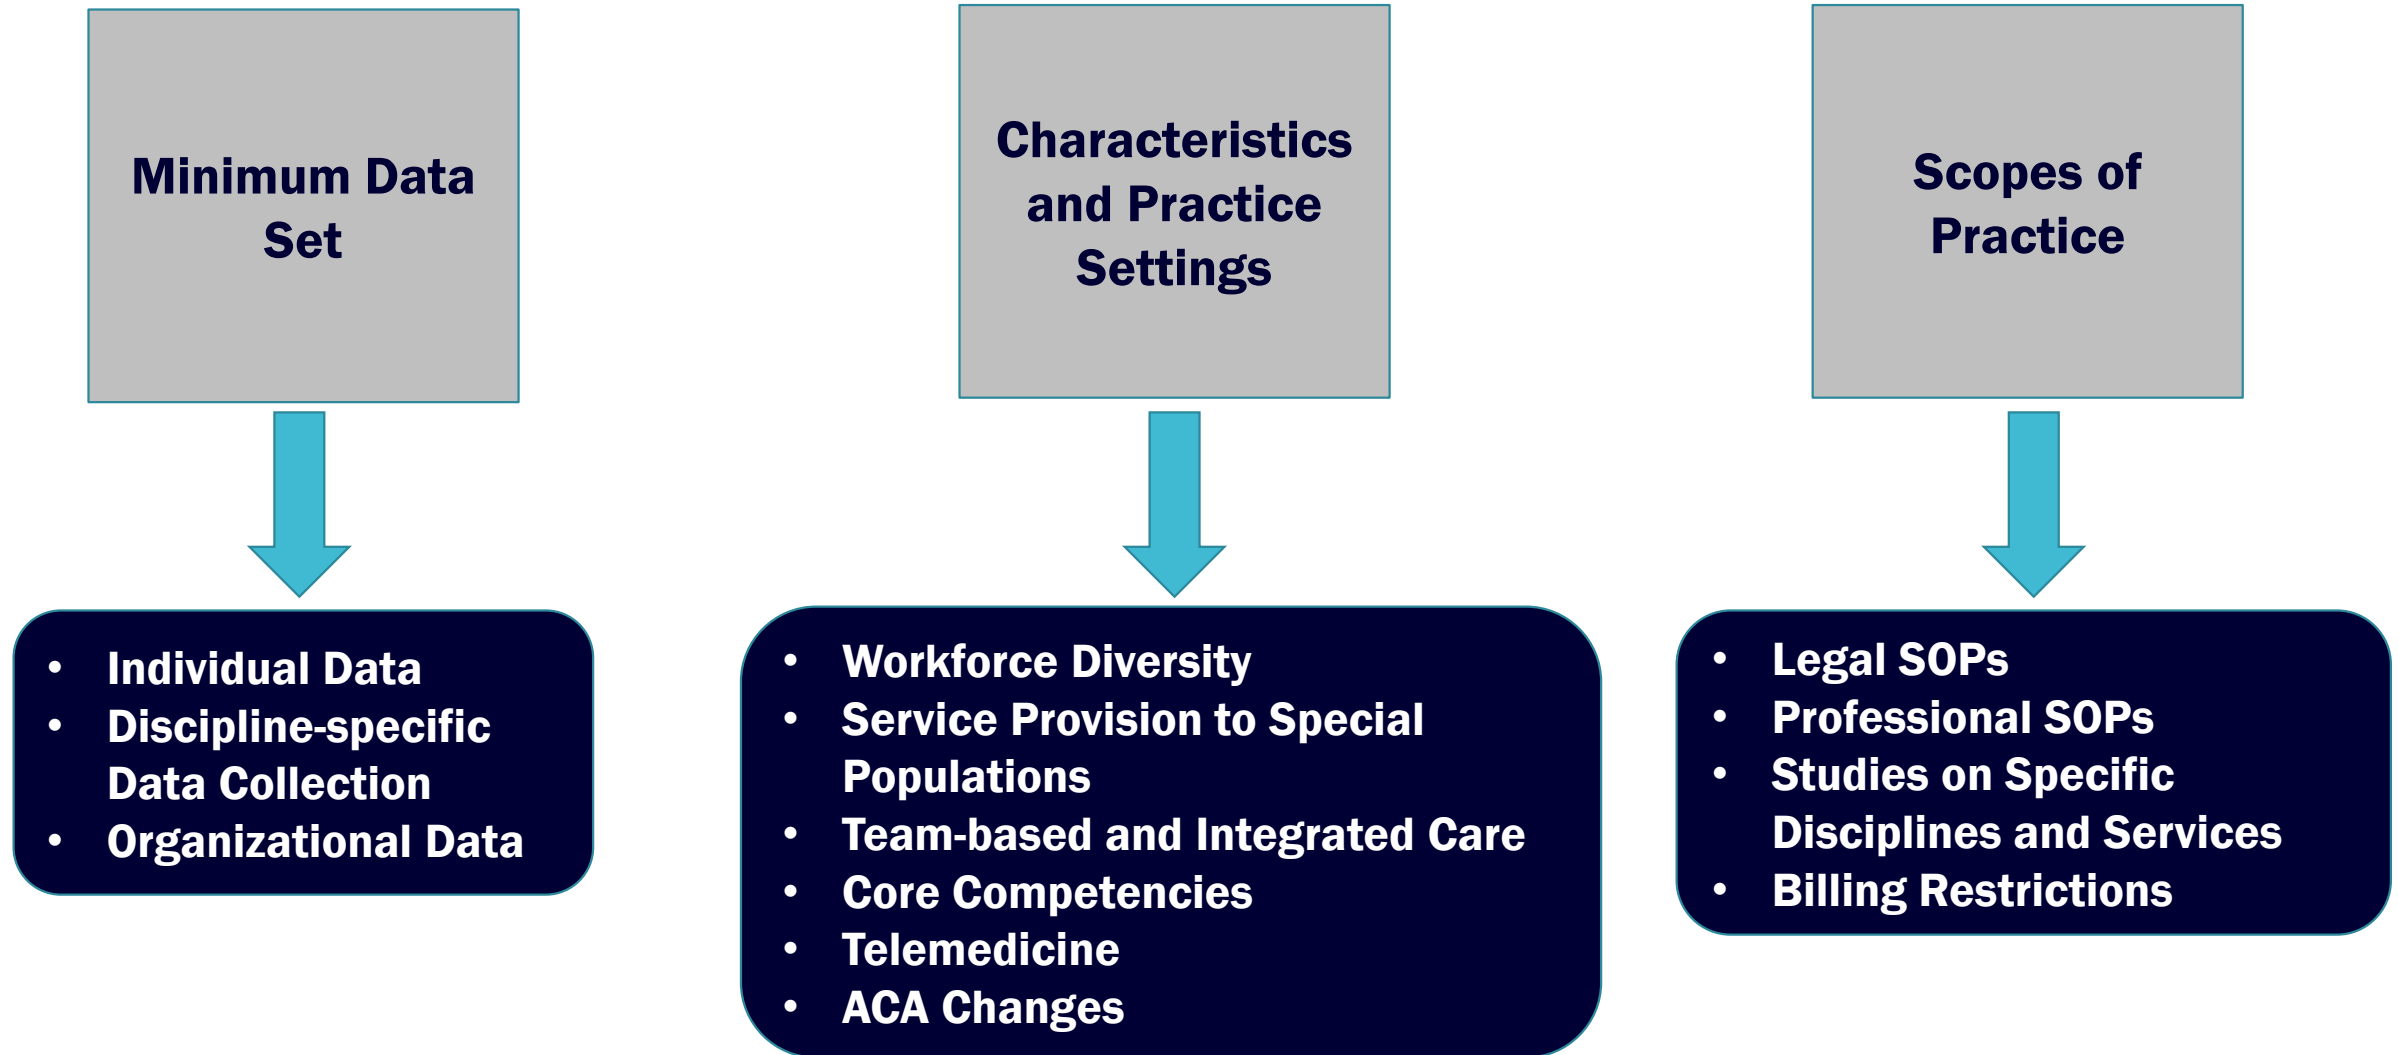 Minimum Data
Set
Characteristics
and Practice
Settings
Scopes of
Practice
• Individual Data
• Discipline-specific
Data Collection
• Organizational Data
• Workforce Diversity
• Service Provision to Special
Populations
• Team-based and Integrated Care
• Core Competencies
• Telemedicine
• ACA Changes
• Legal SOPs
• Professional SOPs
• Studies on Specific
Disciplines and Services
• Billing Restrictions